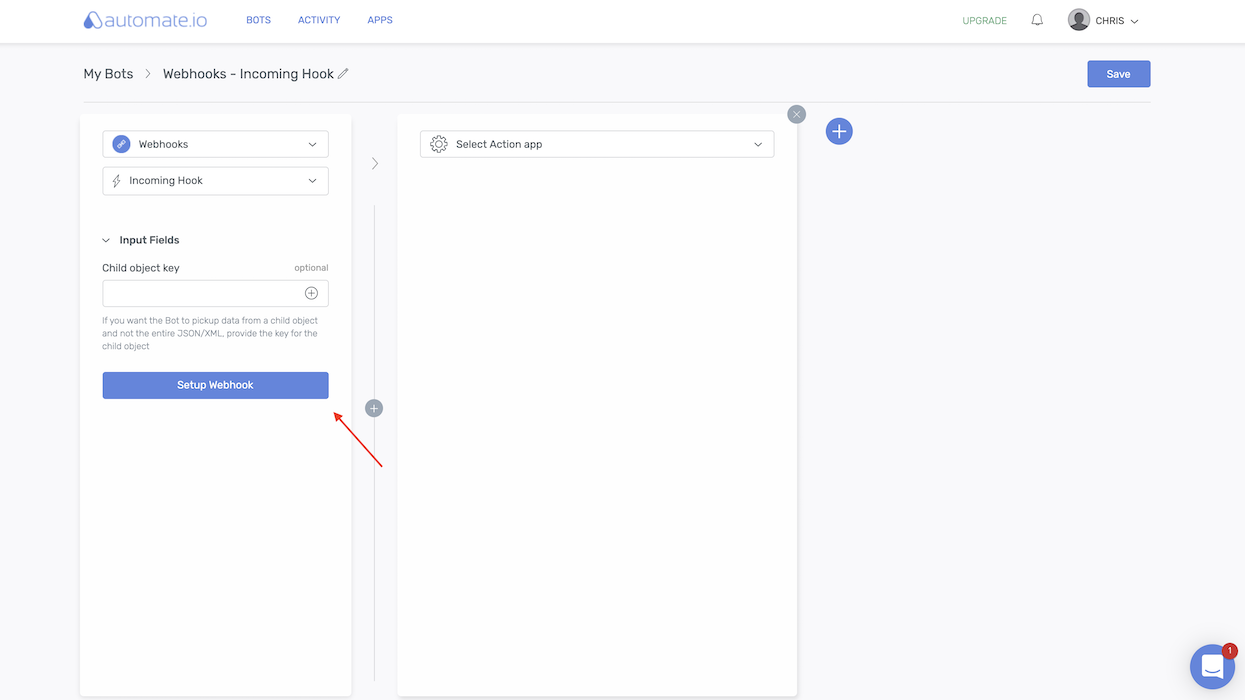 automate.io
BOTS
ACTIVITY
APPS
UPGRADE
CHRIS
My Bots
Webhooks - Incoming Hook
Save
Webhooks
Incoming Hook
Input Fields
Child object key
optional
If you want the Bot to pickup data from a child object
and not the entire JSON/XML, provide the key for the
child object
Setup Webhook
Select Action app
1